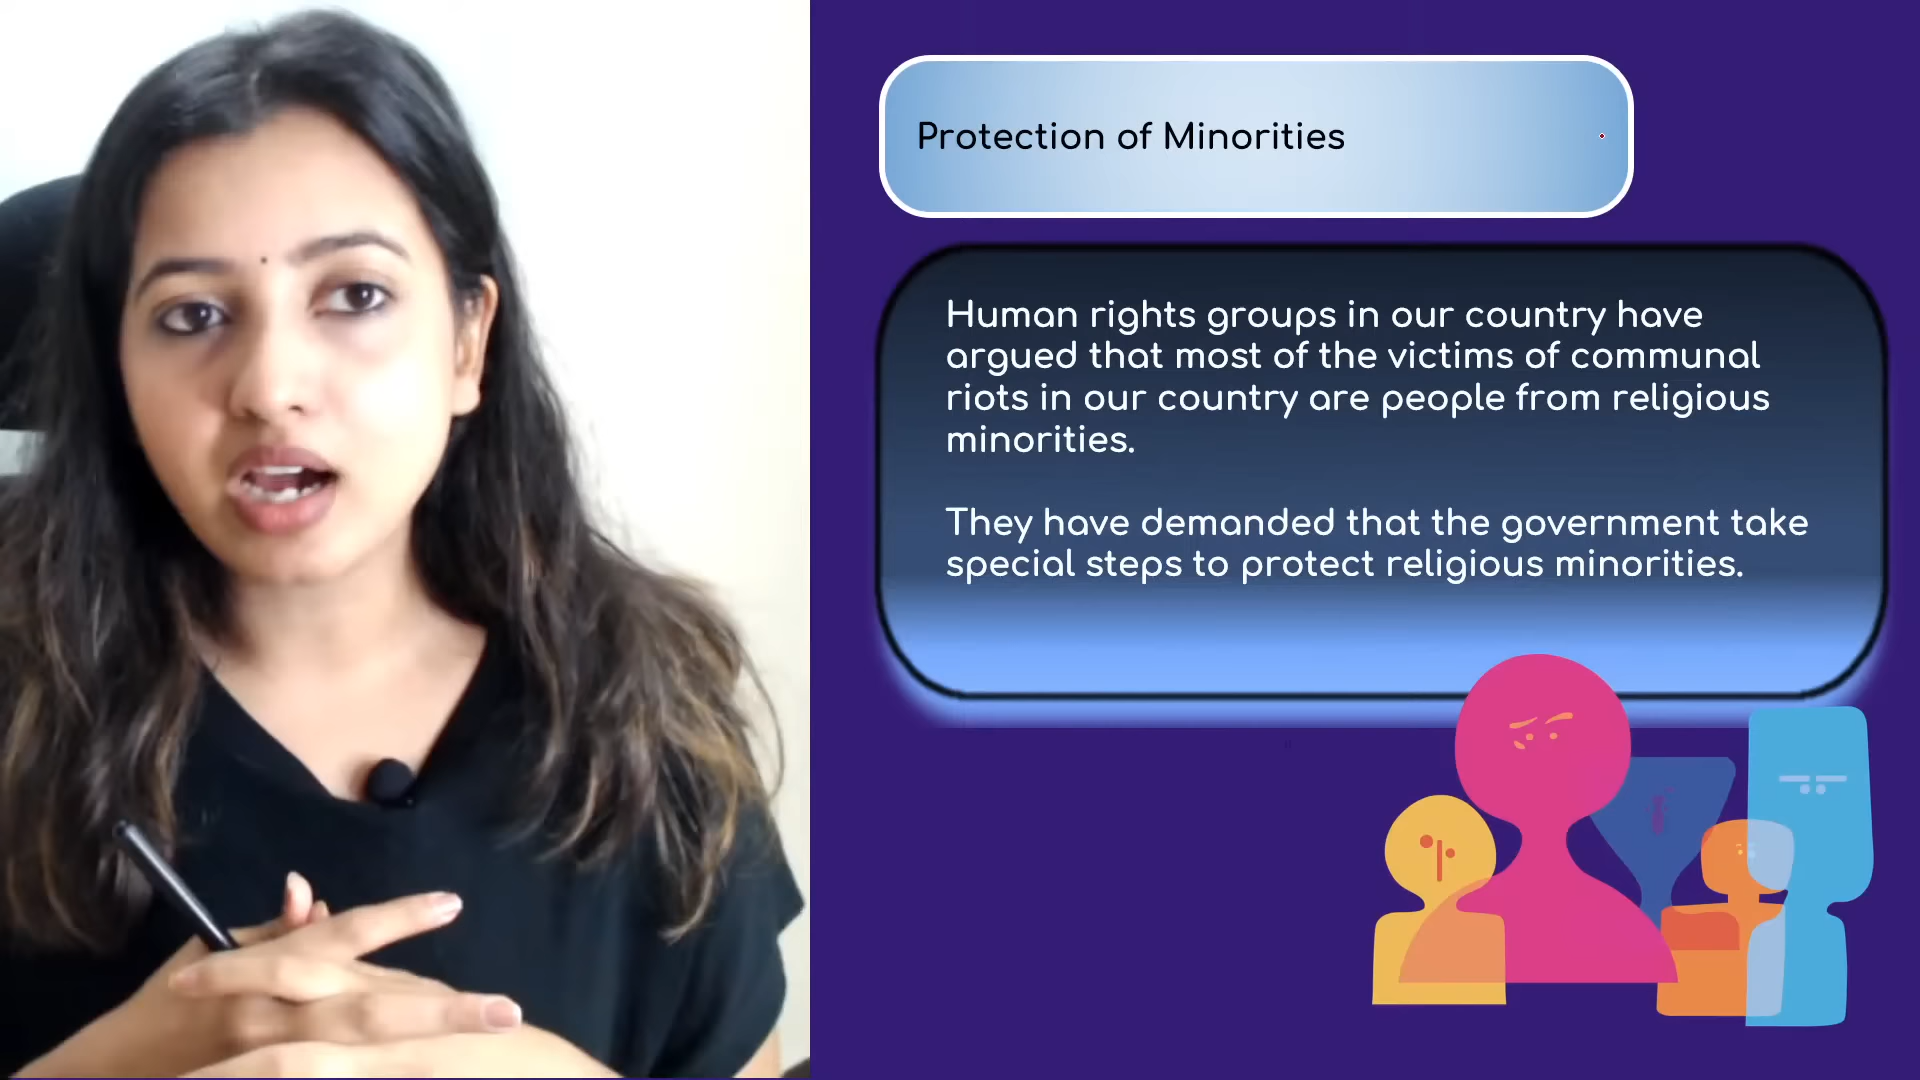 Protection of Minorities
Human rights groups in our country have
argued that most of the victims of communal
riots in our country are people from religious
minorities.
They have demanded that the government take
special steps to protect religious minorities.